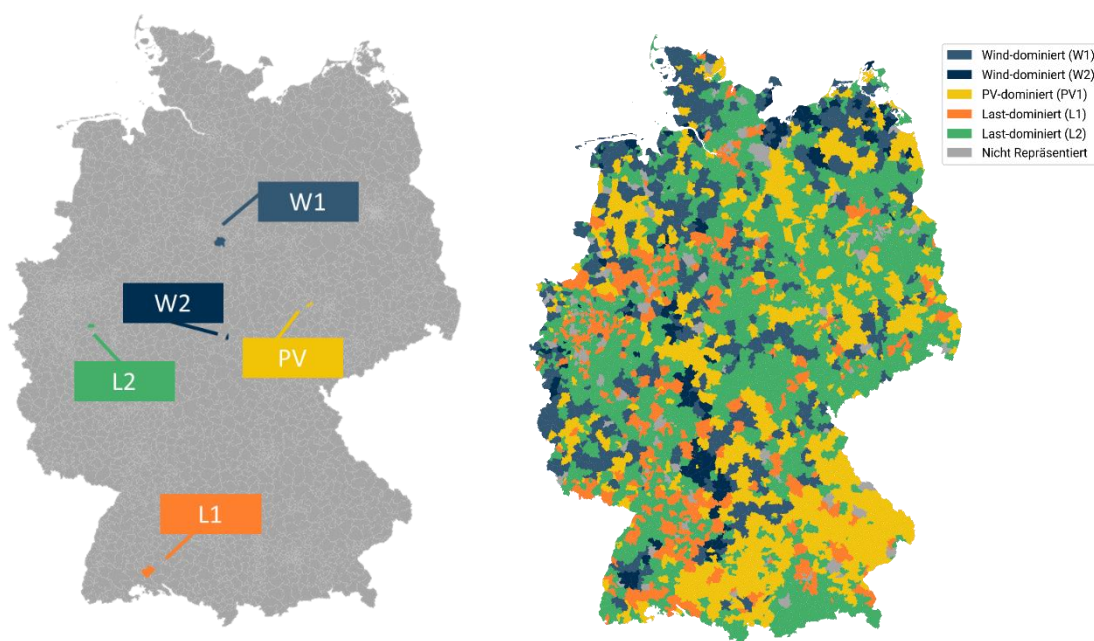 W1
W2
PV
L2
L1
Wind-dominiert (W1)
Wind-dominiert (W2)
PV-dominiert (PV1)
Last-dominiert (L1)
Last-dominiert (L2)
Nicht Repräsentiert